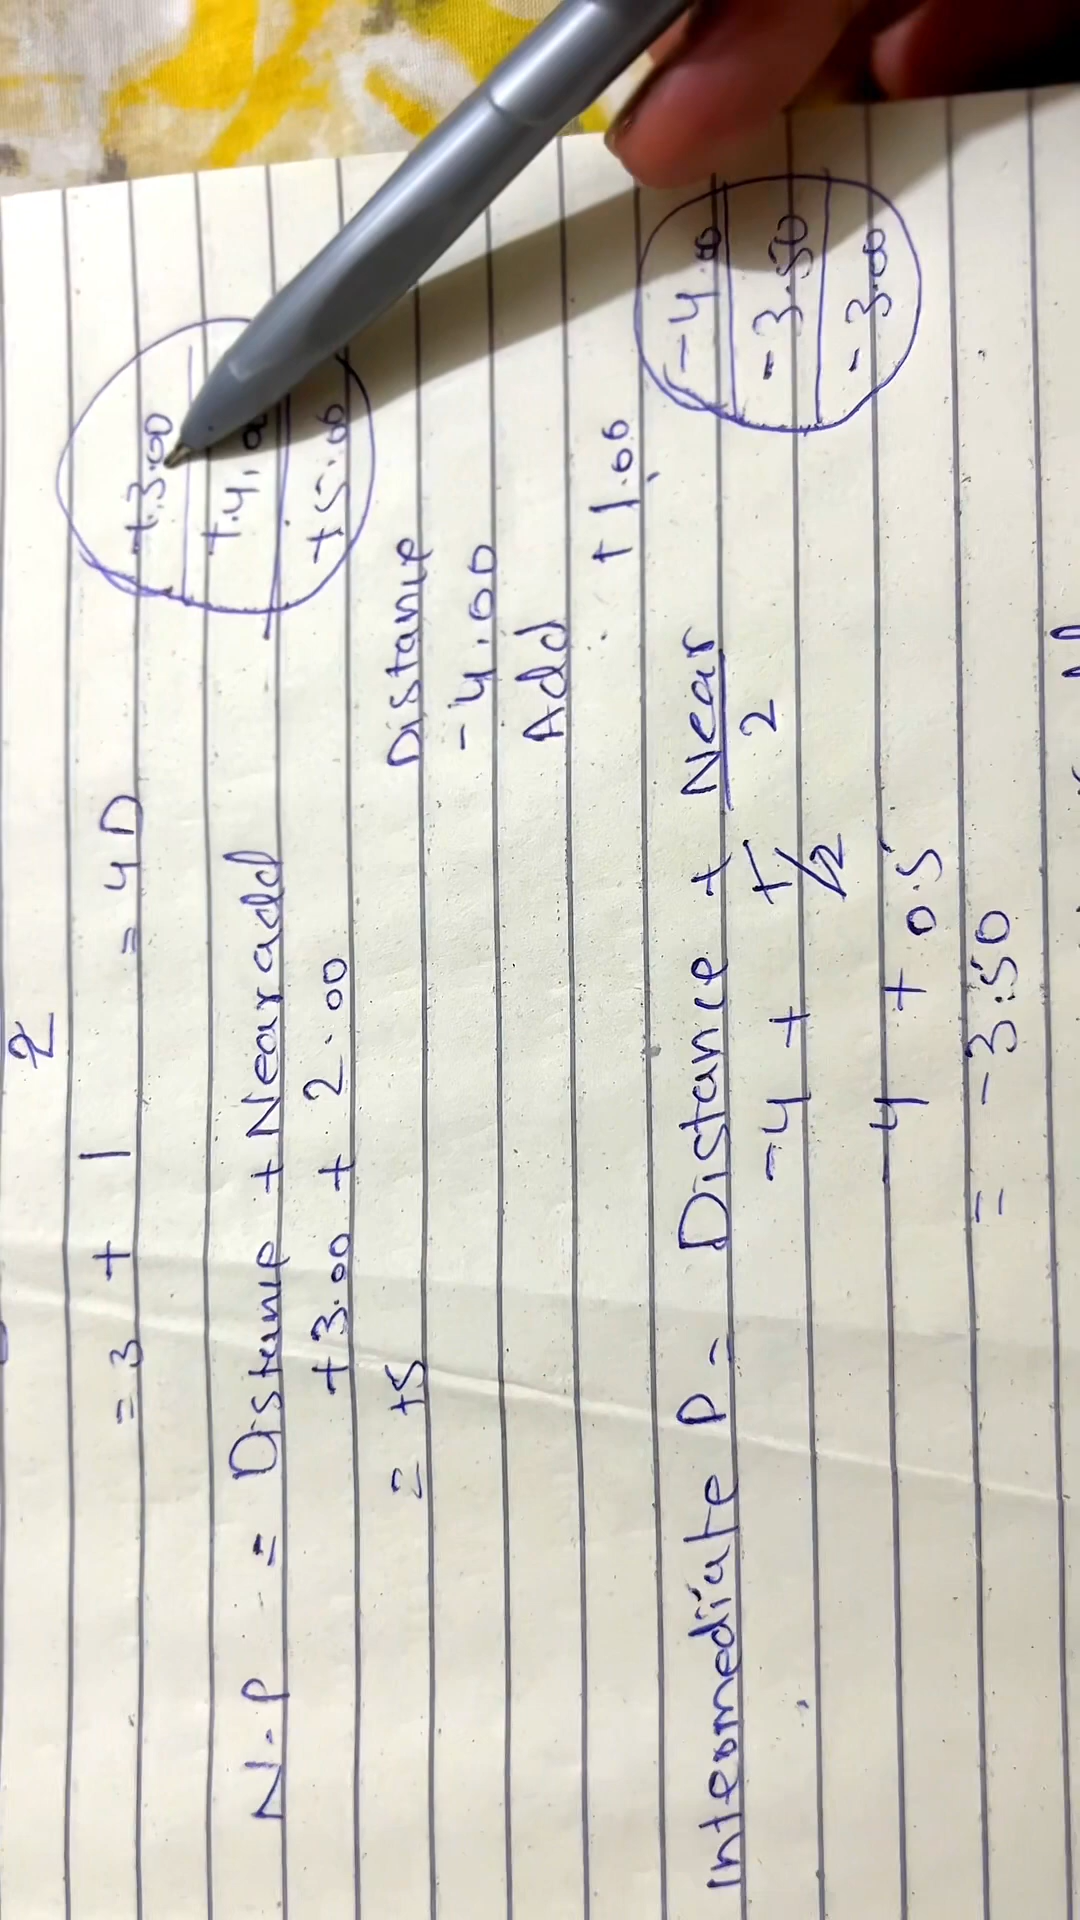 2
= 3 + 1 = 4D
+3.00
+4.00
+5.00
N.P = Distance + Near add
+3.00 + 2.00
= +5
Distance
-4.00
Add
+1.00
Intermediate P = Distance + Near
2
-4 + 1/2
-4 + 0.5
= -3.50
-4.00
-3.50
-3.00